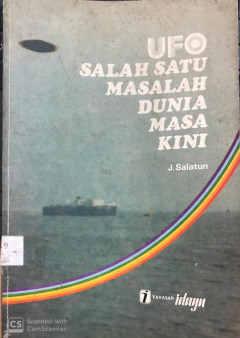 UFO
SALAH SATU
MASALAH
DUNIA
MASA
KINI
J. Salatun
YAYASAN idayu
CS Scanned with
CamScanner